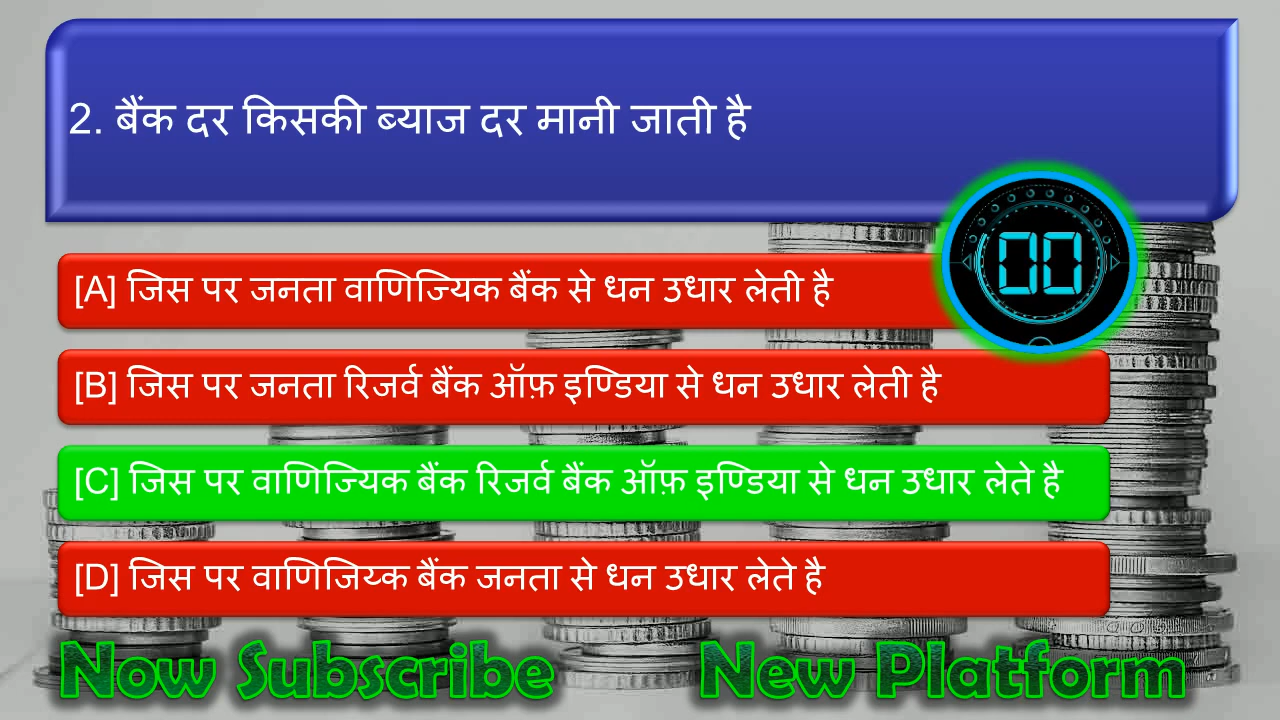 2. बैंक दर किसकी ब्याज दर मानी जाती है
00
[A] जिस पर जनता वाणिज्यिक बैंक से धन उधार लेती है
[B] जिस पर जनता रिजर्व बैंक ऑफ़ इण्डिया से धन उधार लेती है
[C] जिस पर वाणिज्यिक बैंक रिजर्व बैंक ऑफ़ इण्डिया से धन उधार लेते है
[D] जिस पर वाणिजिय्क बैंक जनता से धन उधार लेते है
Now Subscribe New Platform